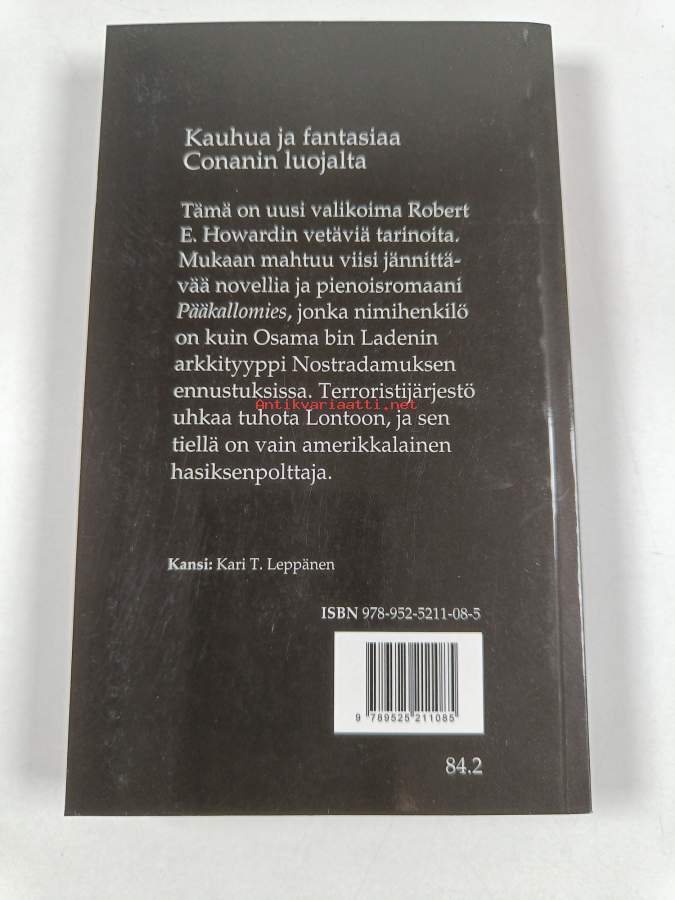 Kauhua ja fantasiaa
Conanin luojalta
Tämä on uusi valikoima Robert
E. Howardin vetäviä tarinoita.
Mukaan mahtuu viisi jännittä-
vää novellia ja pienoisromaani
Pääkallomies, jonka nimihenkilö
on kuin Osama bin Ladenin
arkkityyppi Nostradamuksen
ennustuksissa. Terroristijärjestö
Antikvariaatti.net
uhkaa tuhota Lontoon, ja sen
tiellä on vain amerikkalainen
hasiksenpolttaja.
Kansi: Kari T. Leppänen
ISBN 978-952-5211-08-5
9 789525 211085
84.2